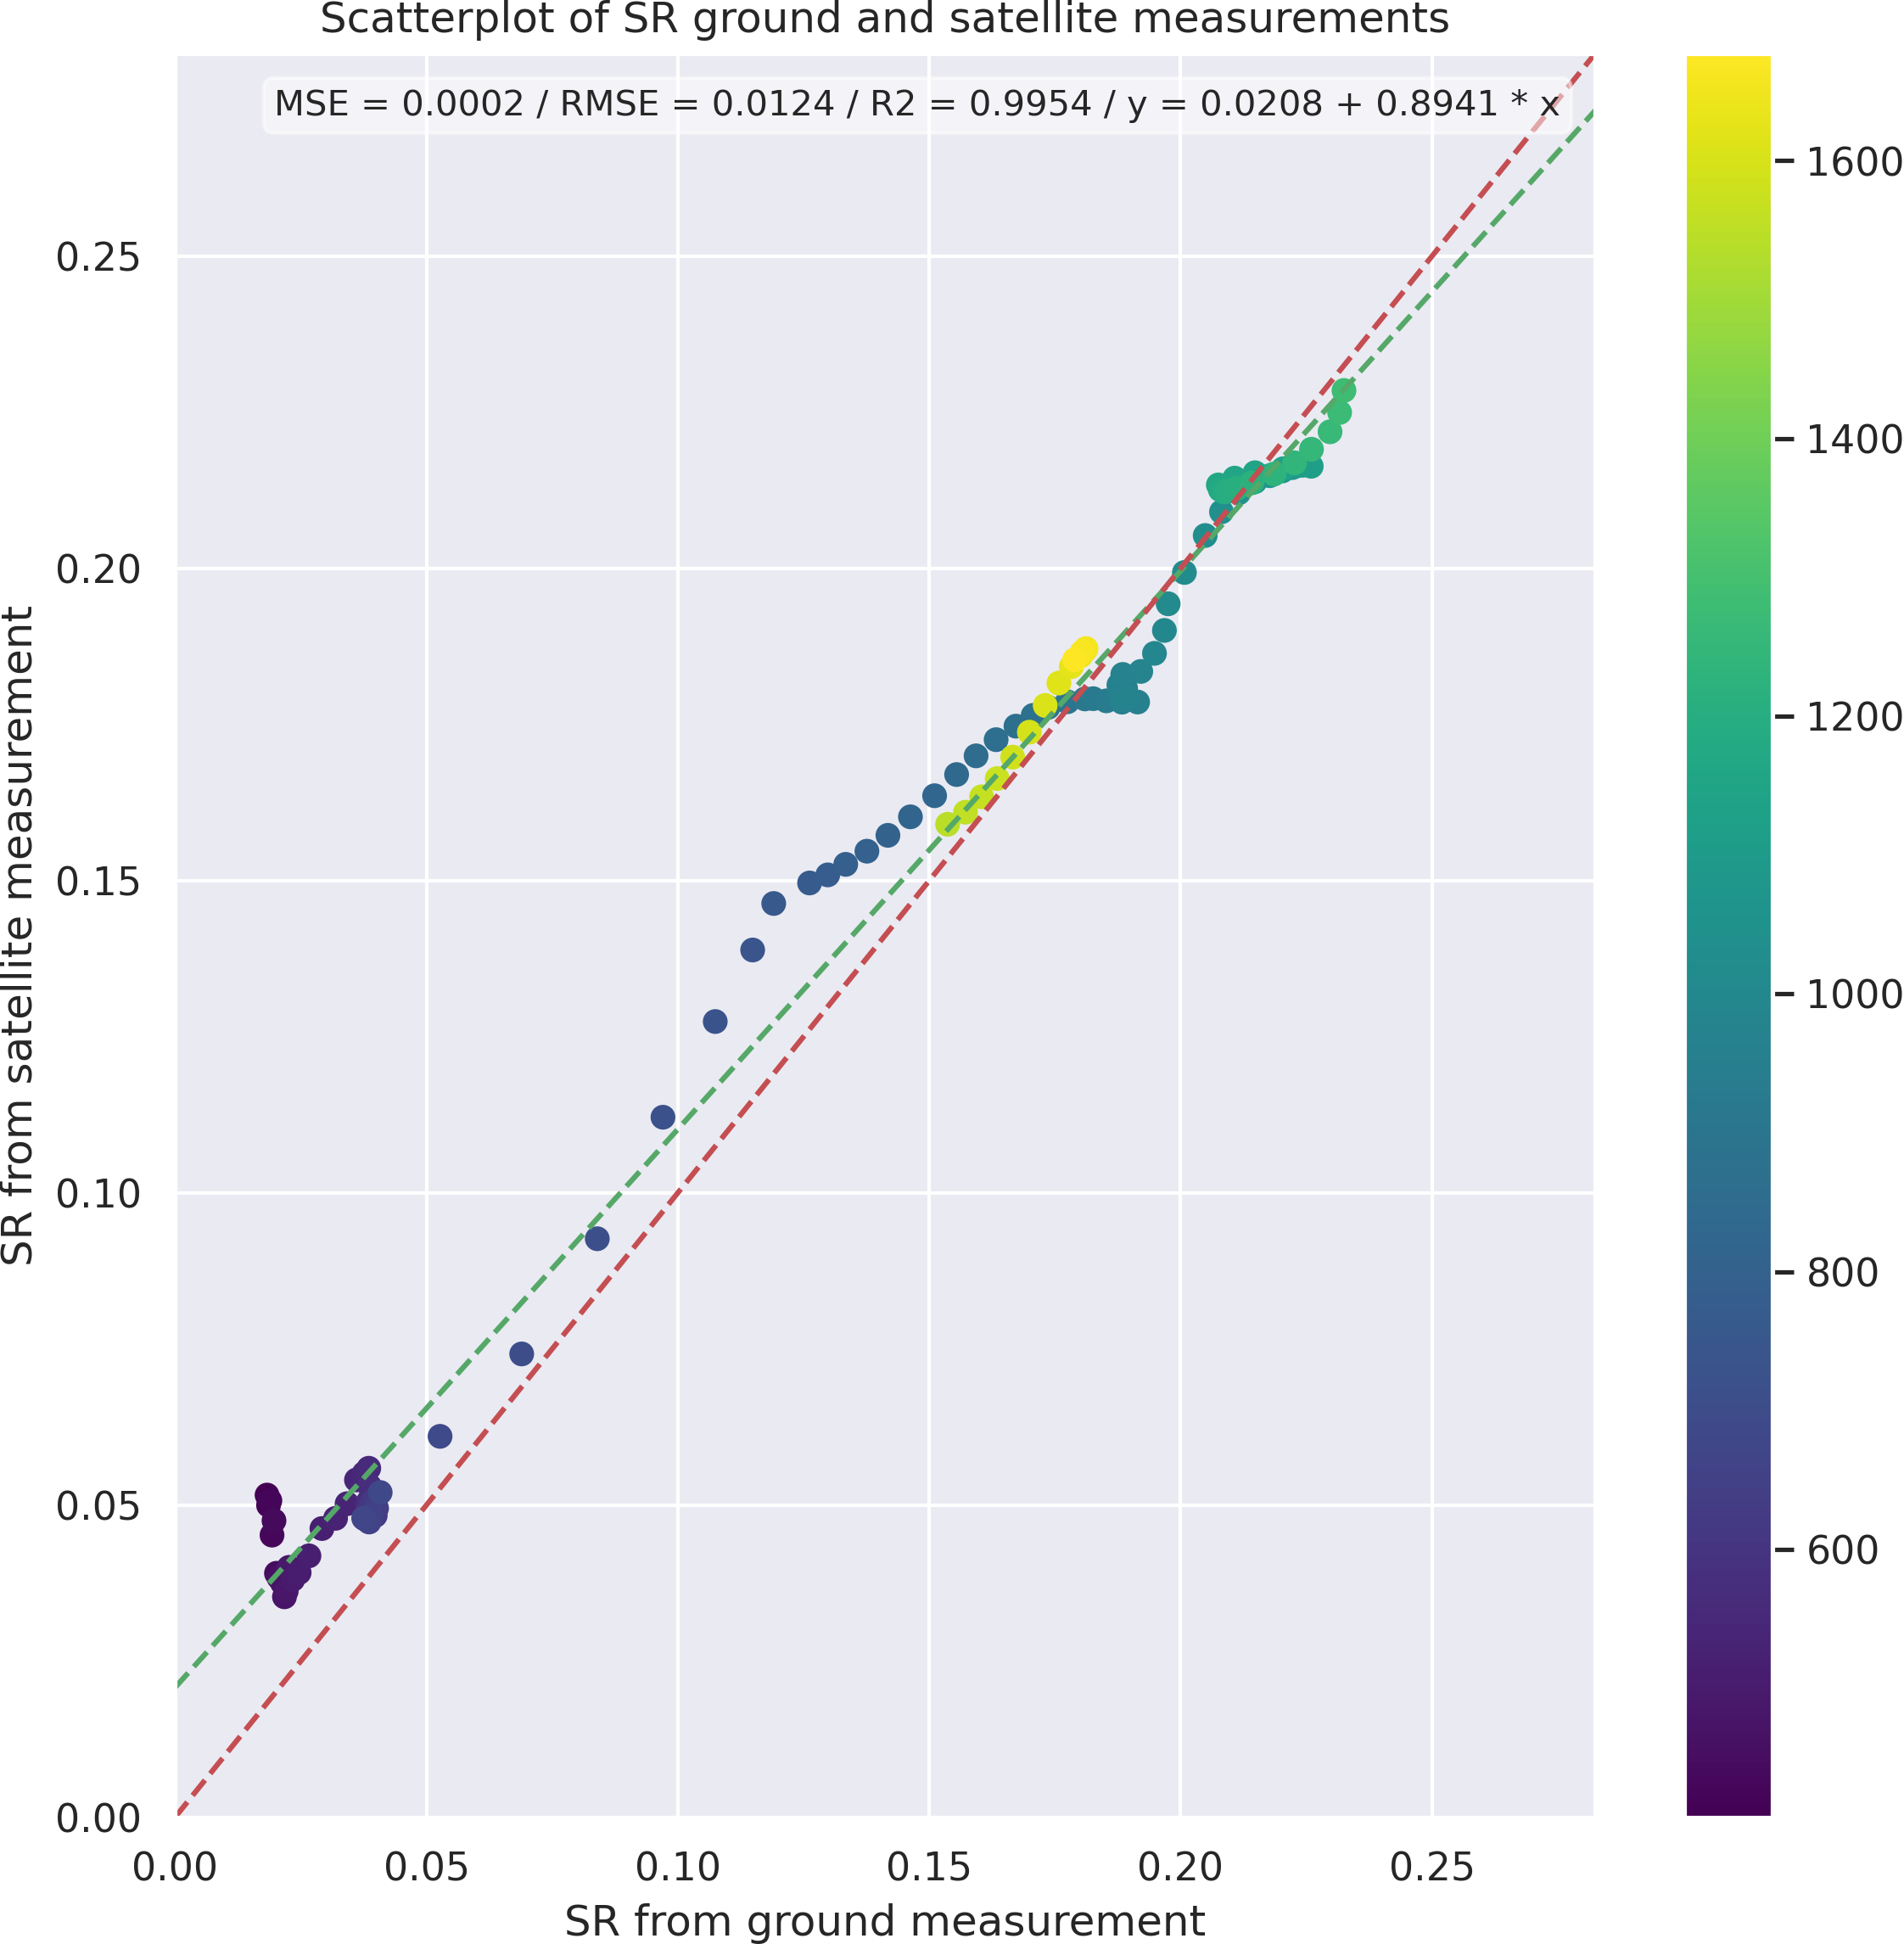 Scatterplot of SR ground and satellite measurements
MSE = 0.0002 / RMSE = 0.0124 / R2 = 0.9954 / y = 0.0208 + 0.8941 * x
SR from satellite measurement
0.25
0.20
0.15
0.10
0.05
0.00
0.00 0.05 0.10 0.15 0.20 0.25
SR from ground measurement
1600
1400
1200
1000
800
600